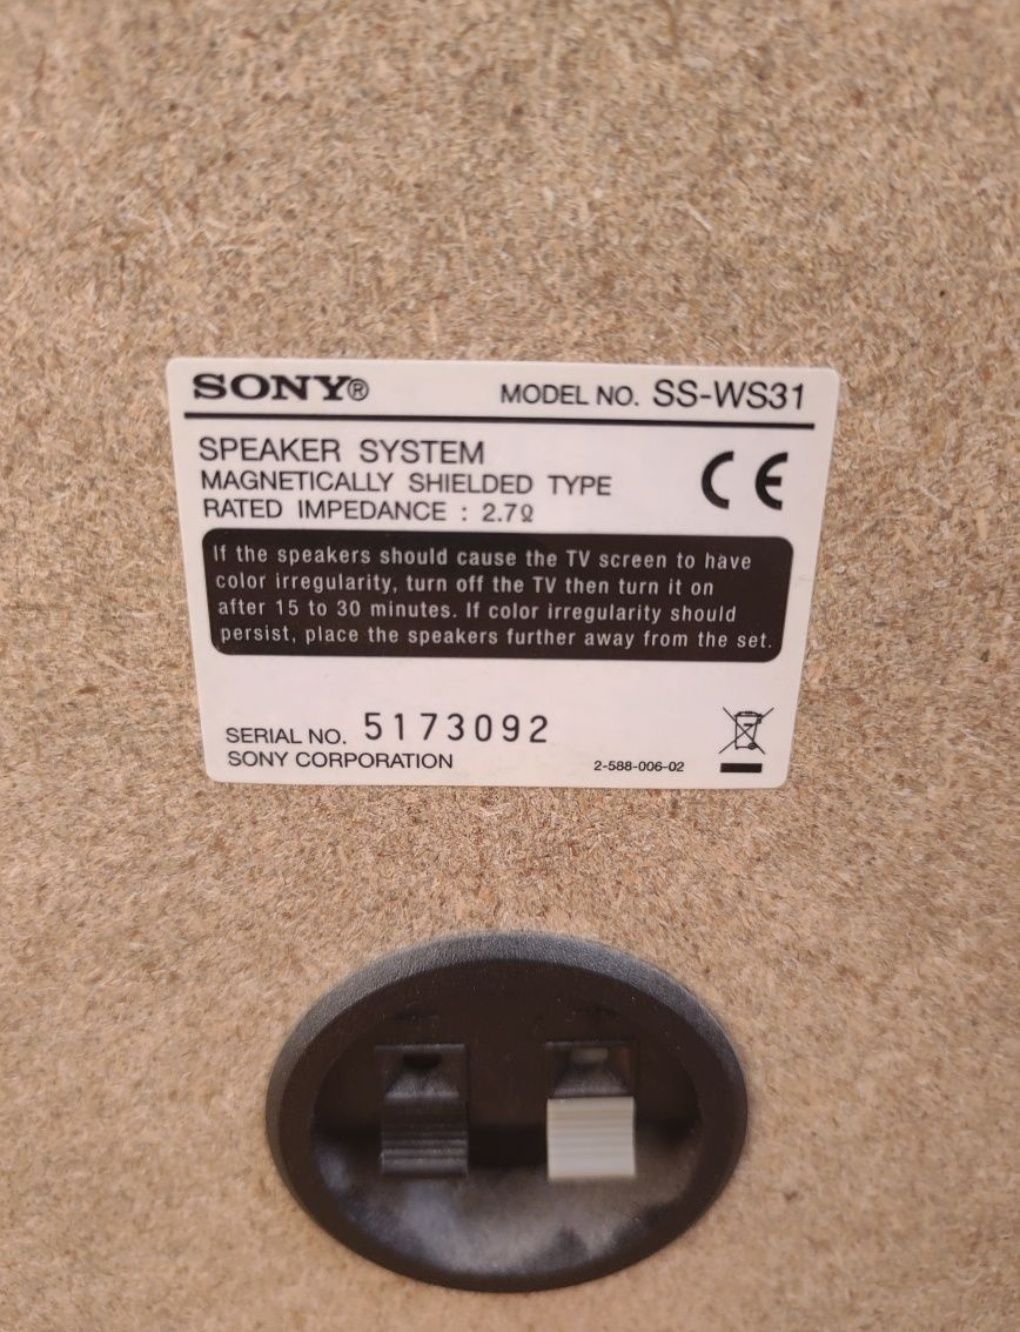 SONY®
MODEL NO. SS-WS31
SPEAKER SYSTEM
MAGNETICALLY SHIELDED TYPE
RATED IMPEDANCE : 2.7Ω
CE
If the speakers should cause the TV screen to have
color irregularity, turn off the TV then turn it on
after 15 to 30 minutes. If color irregularity should
persist, place the speakers further away from the set.
SERIAL NO. 5173092
SONY CORPORATION
2-588-006-02